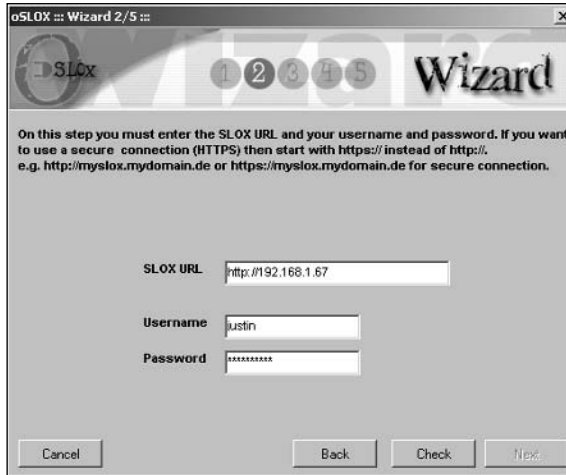 oSLOX ::: Wizard 2/5 :::
SLOX
1 2 3 4 5
Wizard
On this step you must enter the SLOX URL and your username and password. If you want
to use a secure connection (HTTPS) then start with https:// instead of http://.
e.g. http://myslox.mydomain.de or https://myslox.mydomain.de for secure connection.
SLOX URL
http://192.168.1.67
Username
justin
Password
**********
Cancel
Back
Check
Next